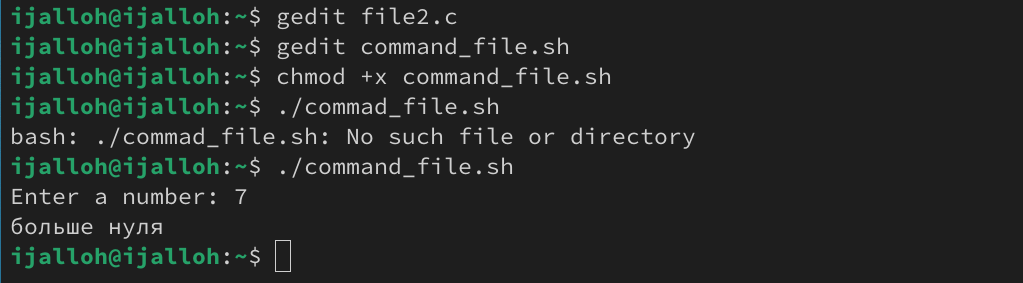 ijalloh@ijalloh:~$ gedit file2.c
ijalloh@ijalloh:~$ gedit command_file.sh
ijalloh@ijalloh:~$ chmod +x command_file.sh
ijalloh@ijalloh:~$ ./commad_file.sh
bash: ./commad_file.sh: No such file or directory
ijalloh@ijalloh:~$ ./command_file.sh
Enter a number: 7
больше нуля
ijalloh@ijalloh:~$